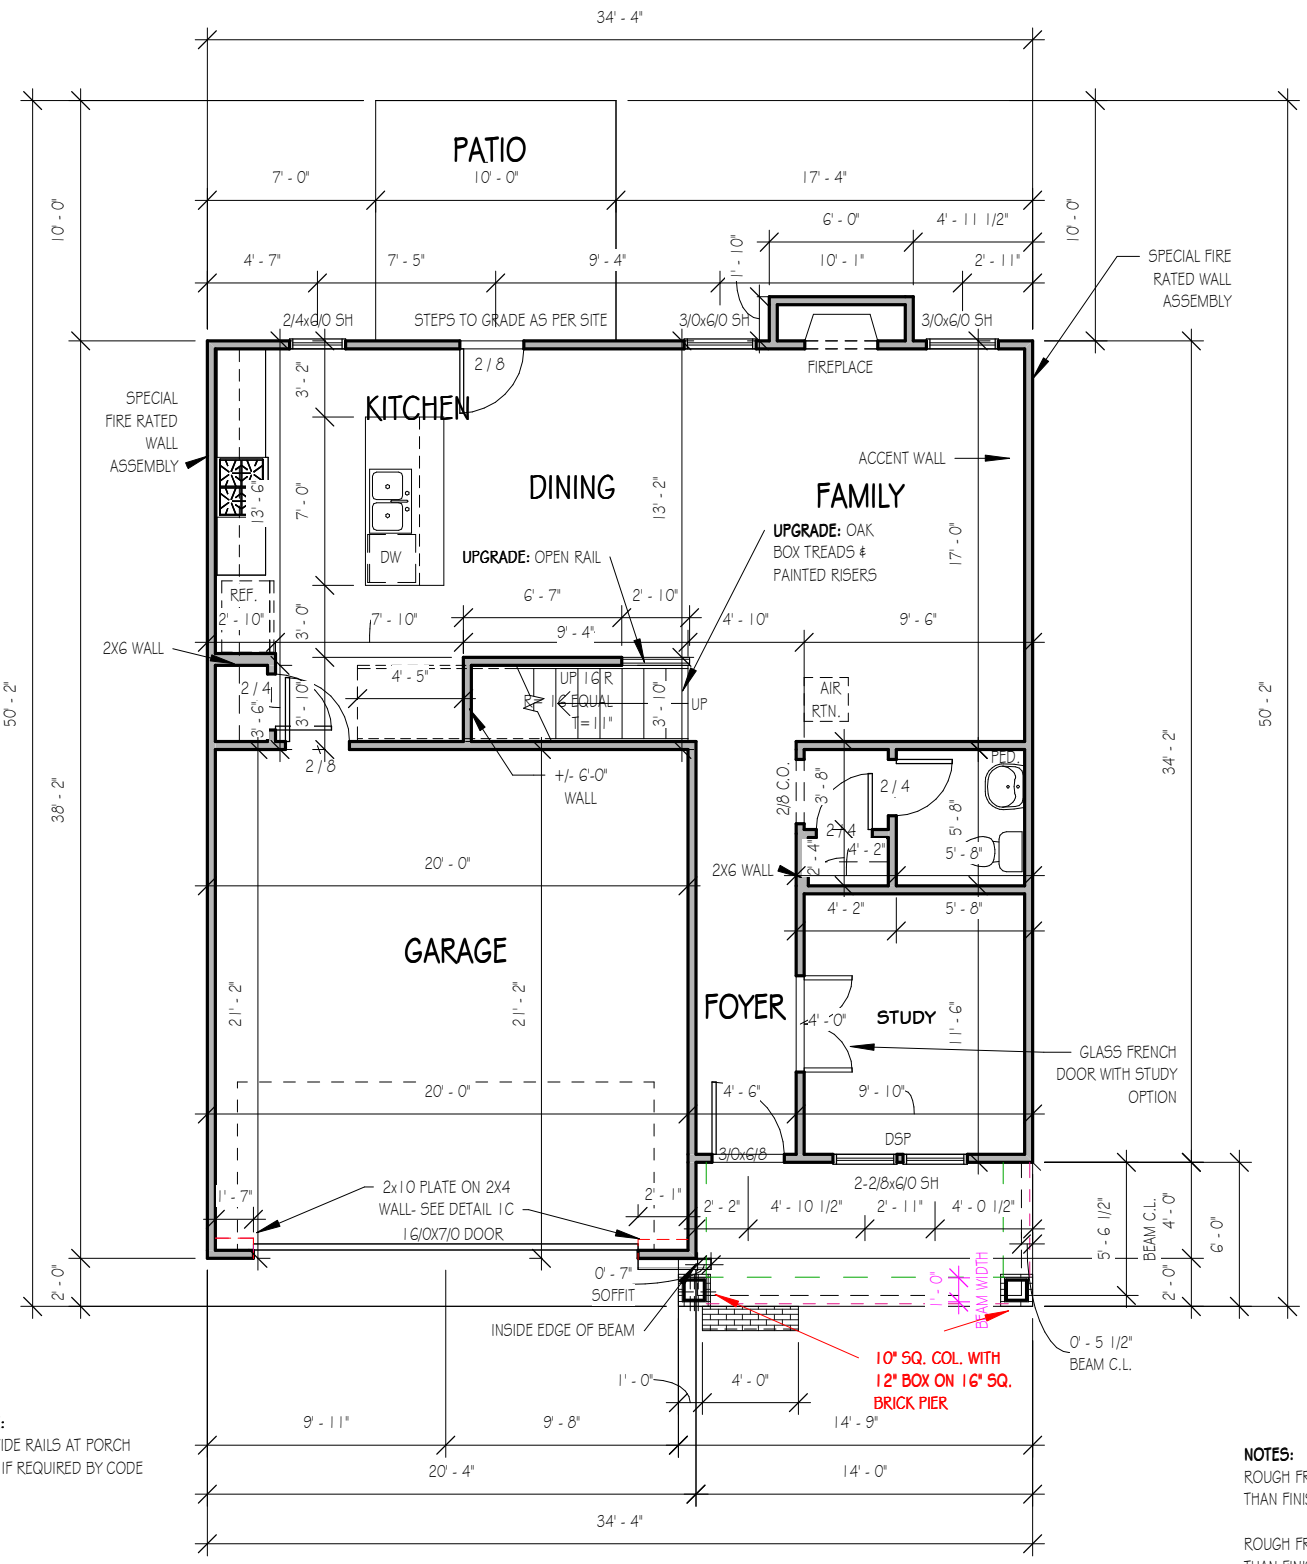 34' - 4"
PATIO
7' - 0"
10' - 0"
17' - 4"
10' - 0"
10' - 0"
6' - 0"
4' - 11 1/2"
4' - 7"
7' - 5"
9' - 4"
1' - 10"
10' - 1"
2' - 11"
SPECIAL FIRE
RATED WALL
ASSEMBLY
2/4x6/0 SH
STEPS TO GRADE AS PER SITE
3/0x6/0 SH
3/0x6/0 SH
2 / 8
FIREPLACE
3' - 2"
SPECIAL
FIRE RATED
WALL
ASSEMBLY
KITCHEN
ACCENT WALL
DINING
FAMILY
13' - 6"
7' - 0"
13' - 2"
17' - 0"
UPGRADE: OAK
BOX TREADS &
PAINTED RISERS
DW
UPGRADE: OPEN RAIL
REF.
6' - 7"
2' - 10"
2' - 10"
3' - 0"
7' - 10"
9' - 4"
4' - 10"
9' - 6"
2X6 WALL
4' - 5"
UP 16 R
R= 16 EQUAL
T= 11"
3' - 10"
UP
AIR
RTN.
2 / 4
3' - 6"
3' - 10"
2 / 8
+/- 6'-0"
WALL
50' - 2"
38' - 2"
50' - 2"
34' - 2"
2/8 C.O.
3' - 8"
2 / 4
PED.
5' - 8"
2/4
2' - 4"
4' - 2"
5' - 8"
2X6 WALL
20' - 0"
4' - 2"
5' - 8"
GARAGE
FOYER
21' - 2"
21' - 2"
4' - 0"
STUDY
11' - 6"
GLASS FRENCH
DOOR WITH STUDY
OPTION
20' - 0"
4' - 6"
9' - 10"
DSP
3/0x6/8
2-2/8x6/0 SH
1' - 7"
2x10 PLATE ON 2X4
WALL- SEE DETAIL 1C
16/0X7/0 DOOR
2' - 1"
2' - 2"
4' - 10 1/2"
2' - 11"
4' - 0 1/2"
5' - 6 1/2"
BEAM C.L.
4' - 0"
6' - 0"
2' - 0"
0' - 7"
SOFFIT
1' - 0"
BEAM WIDTH
2' - 0"
INSIDE EDGE OF BEAM
10" SQ. COL. WITH
12" BOX ON 16" SQ.
BRICK PIER
0' - 5 1/2"
BEAM C.L.
1' - 0"
4' - 0"
9' - 11"
9' - 8"
14' - 9"
:
IDE RAILS AT PORCH
IF REQUIRED BY CODE
20' - 4"
14' - 0"
34' - 4"
NOTES:
ROUGH FR
THAN FINI
ROUGH FR